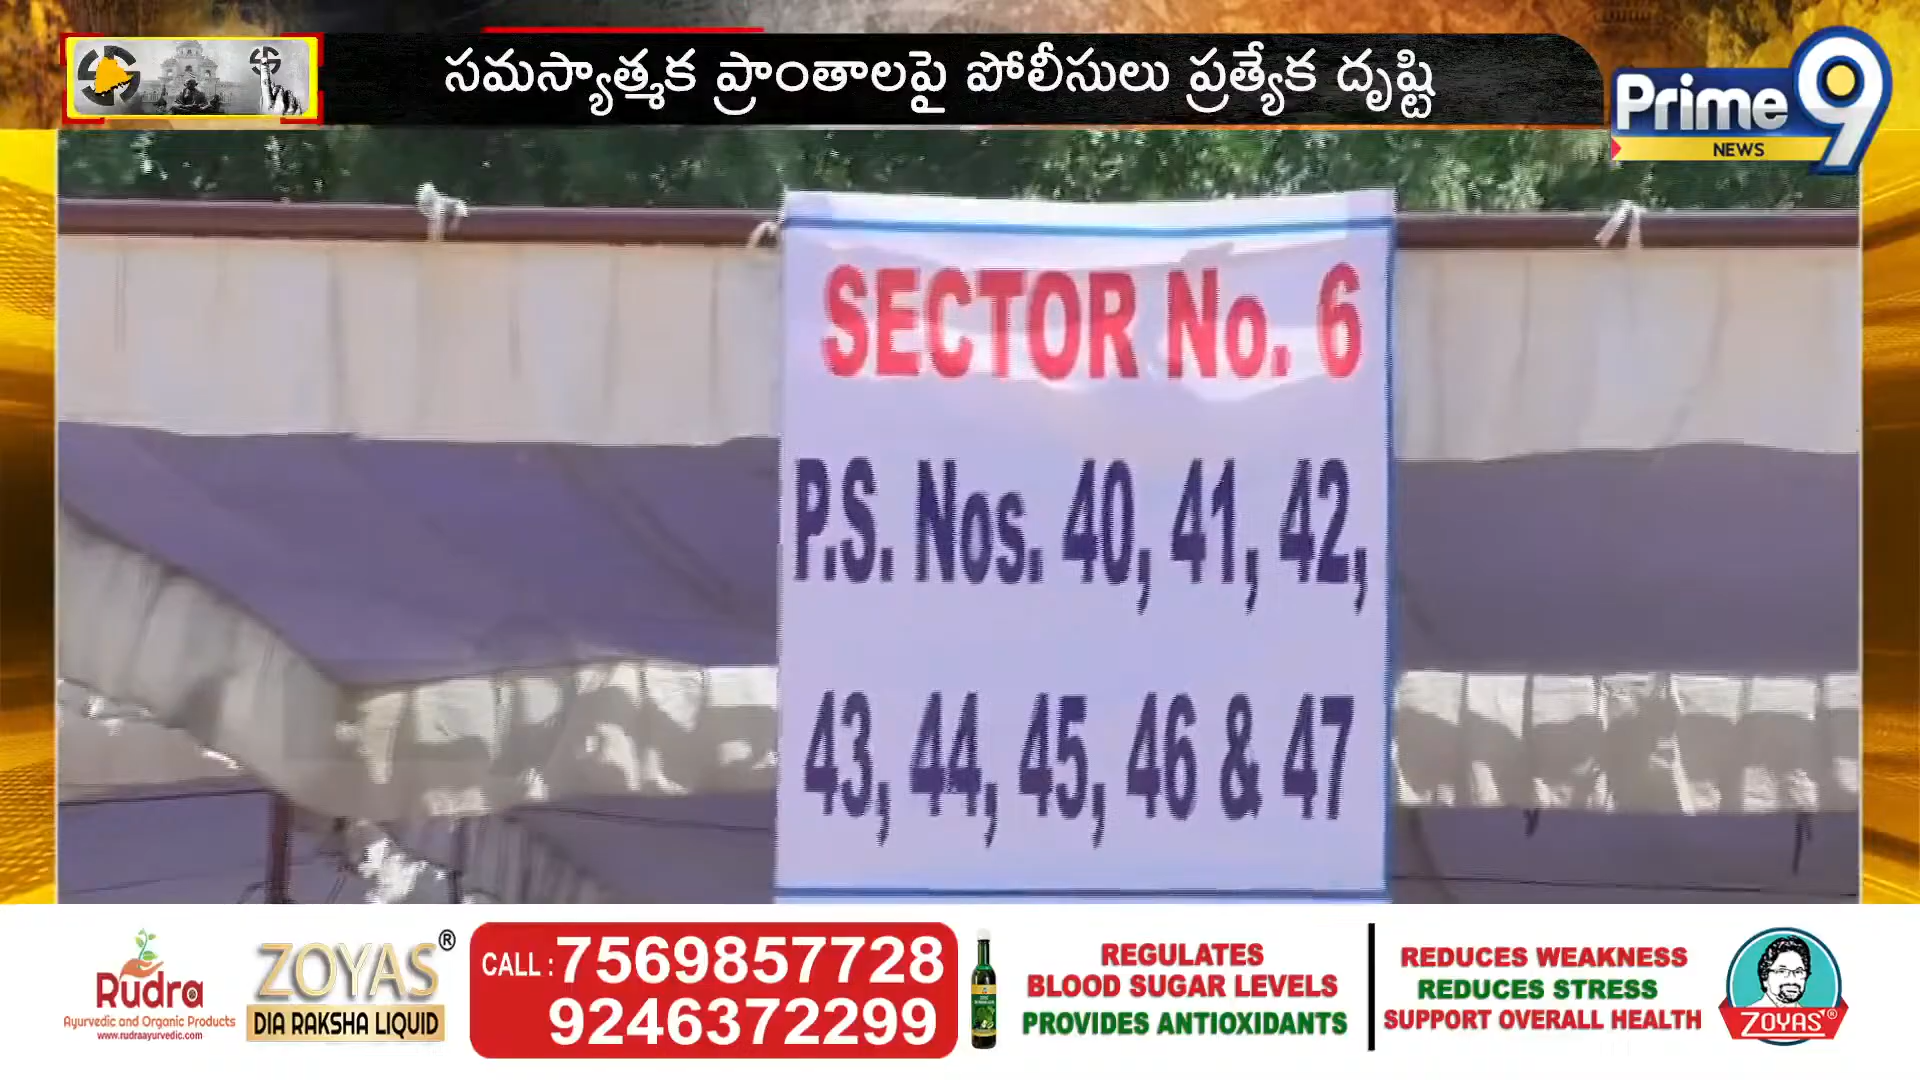 సమస్యాత్మక ప్రాంతాలపై పోలీసులు ప్రత్యేక దృష్టి
Prime 9
NEWS
SECTOR No. 6
P.S. Nos. 40, 41, 42,
43, 44, 45, 46 & 47
Rudra
Ayurvedic and Organic Products
www.rudraayurvedic.com
ZOYAS®
DIA RAKSHA LIQUID
CALL : 7569857728
9246372299
REGULATES
BLOOD SUGAR LEVELS
PROVIDES ANTIOXIDANTS
REDUCES WEAKNESS
REDUCES STRESS
SUPPORT OVERALL HEALTH
ZOYAS®